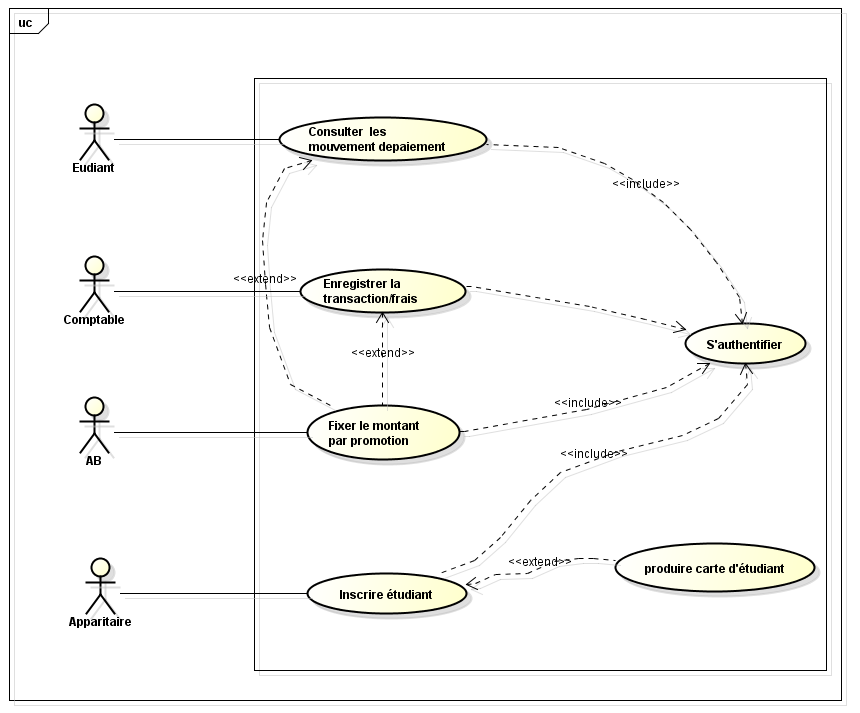 uc
Consulter les
mouvement depaiement
<<include>>
Eudiant
<<extend>>
Enregistrer la
transaction/frais
Comptable
S'authentifier
<<extend>>
Fixer le montant
par promotion
<<include>>
AB
<<include>>
<<extend>>
produire carte d'étudiant
Inscrire étudiant
Apparitaire